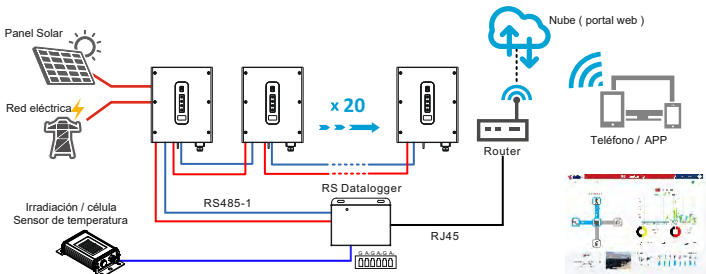 Panel Solar
Red eléctrica
x 20
Nube ( portal web )
Router
Teléfono / APP
RS Datalogger
RS485-1
RJ45
Irradiación / célula
Sensor de temperatura
G A G A G A